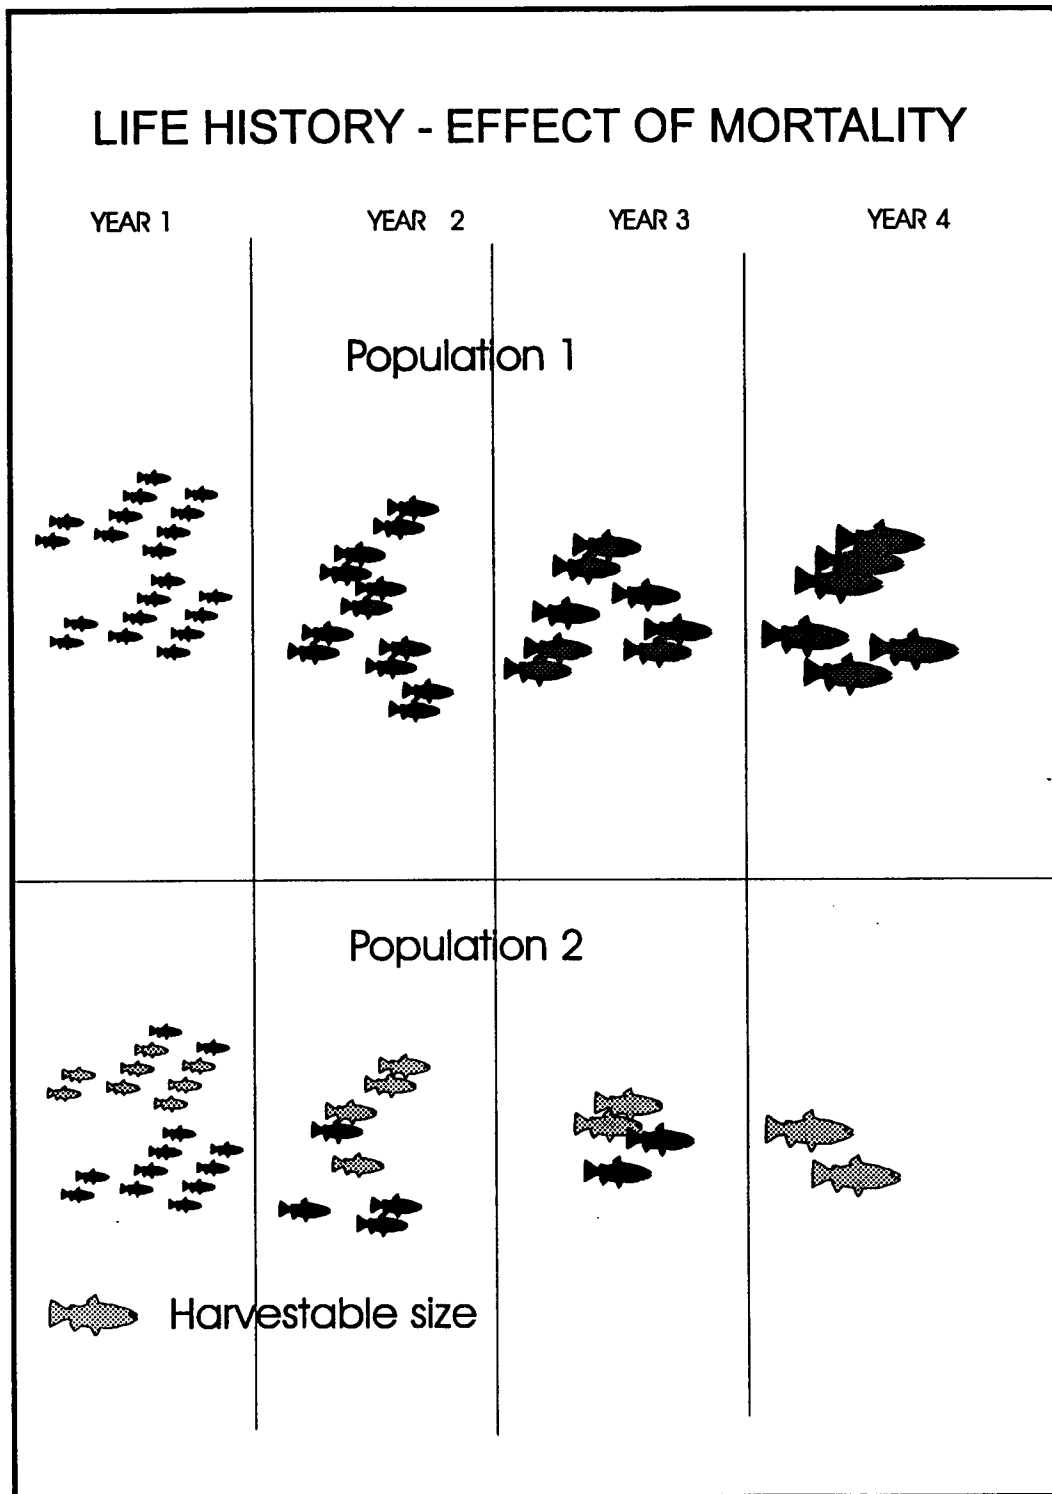 LIFE HISTORY - EFFECT OF MORTALITY
YEAR 1 YEAR 2 YEAR 3 YEAR 4
Population 1
Population 2
Harvestable size